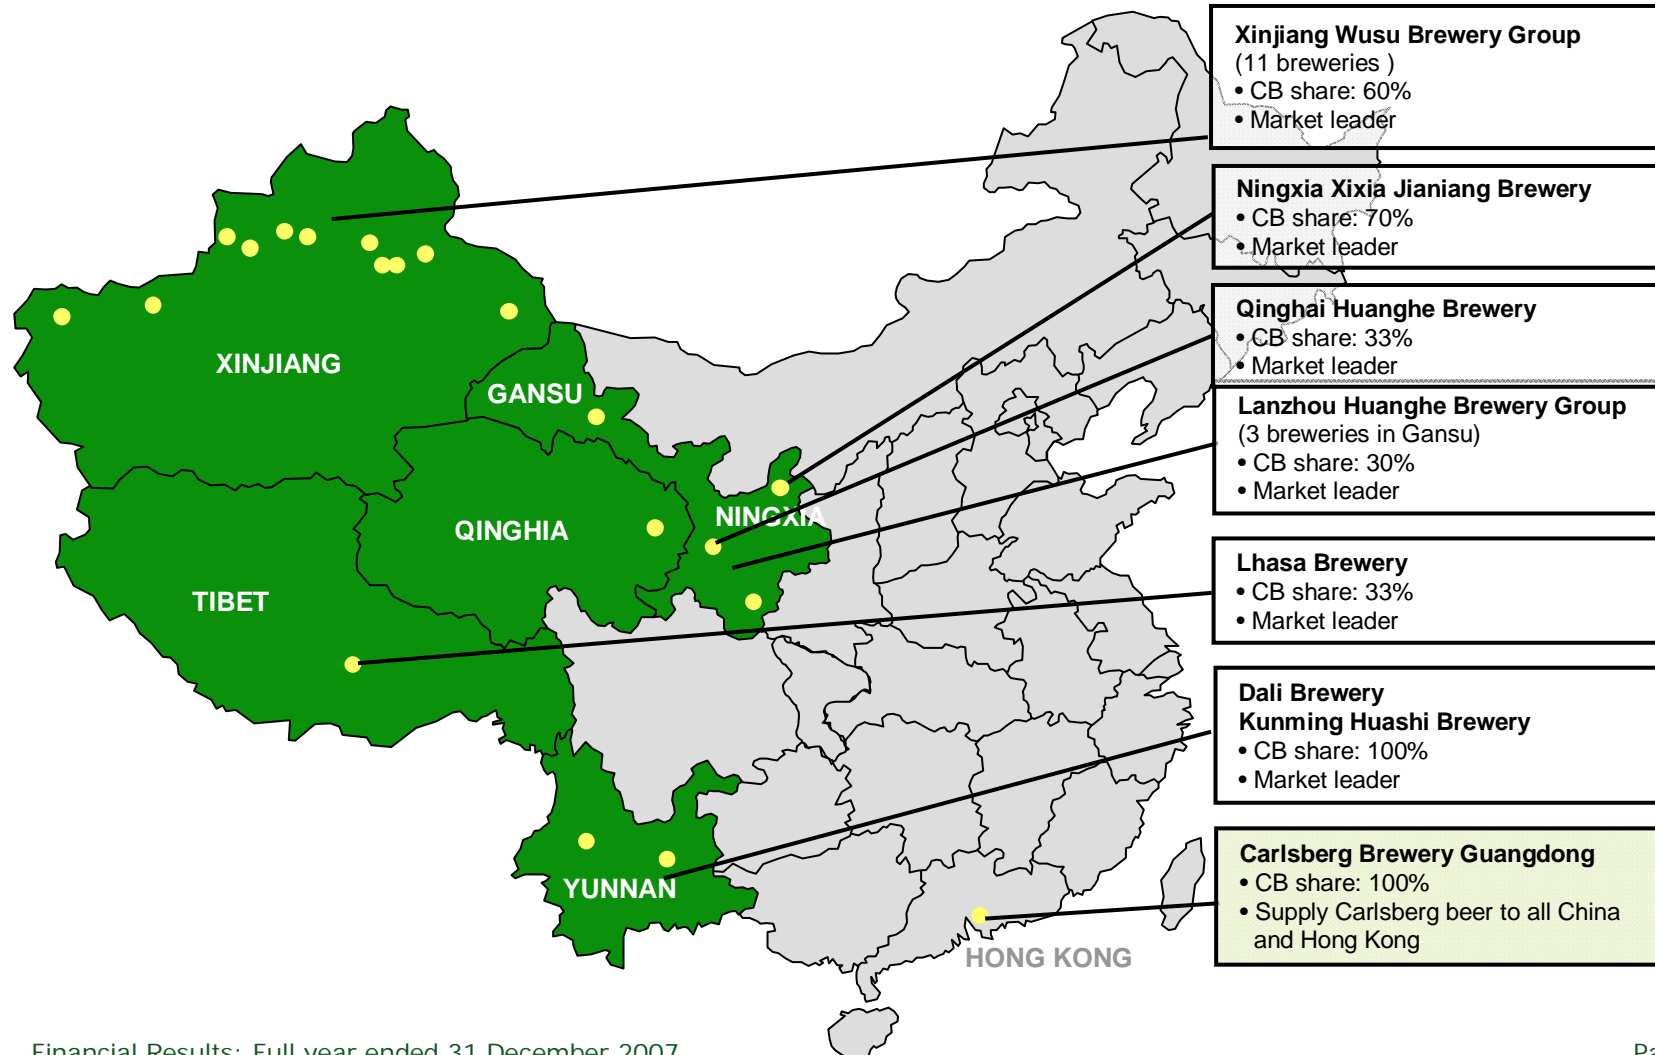 Xinjiang Wusu Brewery Group
(11 breweries )
• CB share: 60%
• Market leader
Ningxia Xixia Jianiang Brewery
• CB share: 70%
• Market leader
Qinghai Huanghe Brewery
• CB share: 33%
• Market leader
Lanzhou Huanghe Brewery Group
(3 breweries in Gansu)
• CB share: 30%
• Market leader
Lhasa Brewery
• CB share: 33%
• Market leader
Dali Brewery
Kunming Huashi Brewery
• CB share: 100%
• Market leader
Carlsberg Brewery Guangdong
• CB share: 100%
• Supply Carlsberg beer to all China
and Hong Kong
XINJIANG
GANSU
QINGHIA
NINGXIA
TIBET
YUNNAN
HONG KONG
Financial Results: Full year ended 31 December 2007